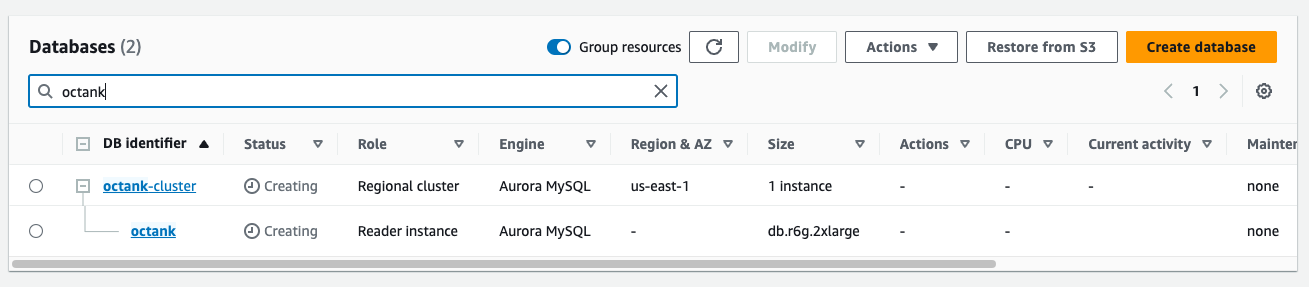 Databases (2) Group resources Modify Actions Restore from S3 Create database
octank 1
DB identifier Status Role Engine Region & AZ Size Actions CPU Current activity Mainten
octank-cluster Creating Regional cluster Aurora MySQL us-east-1 1 instance - - - none
octank Creating Reader instance Aurora MySQL - db.r6g.2xlarge - - none